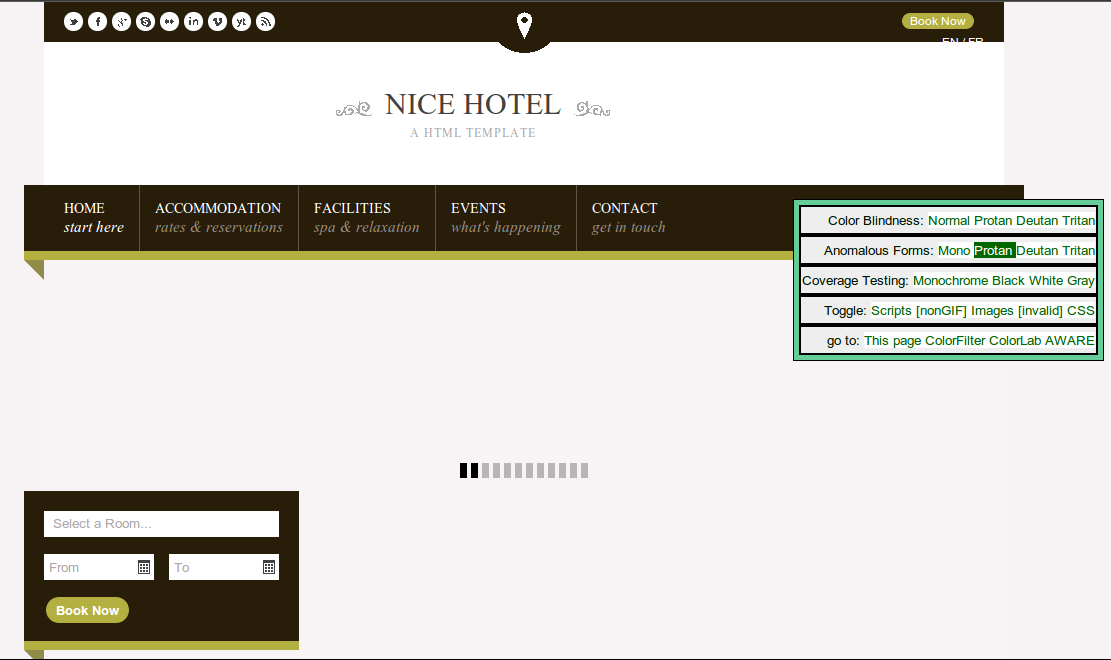 Book Now
EN / FR
NICE HOTEL
A HTML TEMPLATE
HOME
start here
ACCOMMODATION
rates & reservations
FACILITIES
spa & relaxation
EVENTS
what's happening
CONTACT
get in touch
Color Blindness: Normal Protan Deutan Tritan
Anomalous Forms: Mono Protan Deutan Tritan
Coverage Testing: Monochrome Black White Gray
Toggle: Scripts [nonGIF] Images [invalid] CSS
go to: This page ColorFilter ColorLab AWARE
Select a Room...
From
To
Book Now